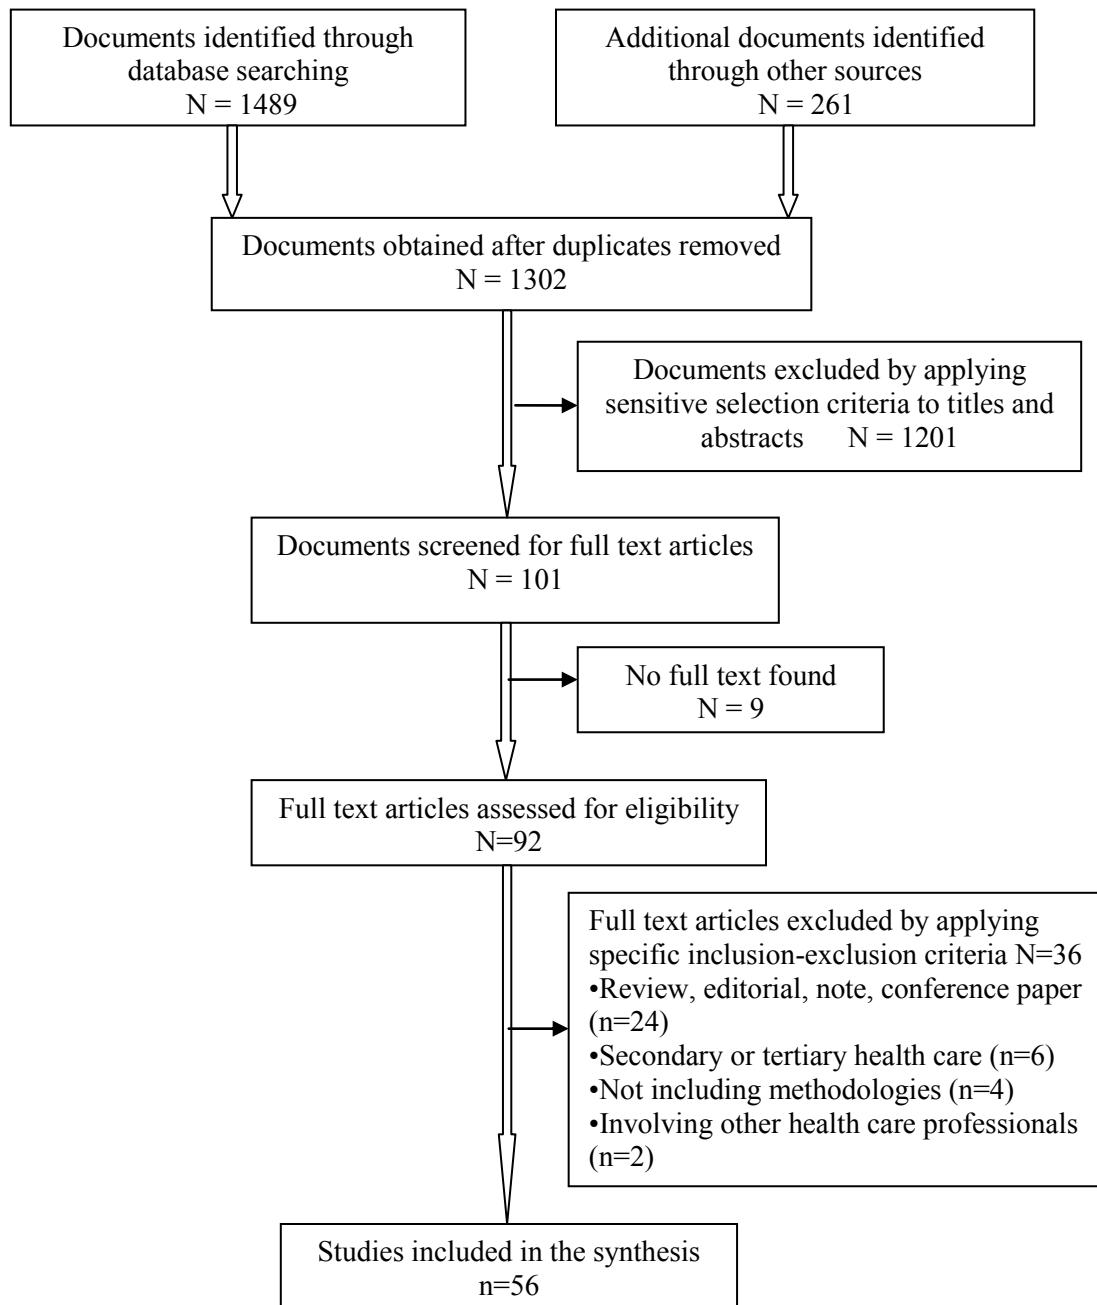 Documents identified through
database searching
N = 1489
Additional documents identified
through other sources
N = 261
Documents obtained after duplicates removed
N = 1302
Documents excluded by applying
sensitive selection criteria to titles and
abstracts N = 1201
Documents screened for full text articles
N = 101
No full text found
N = 9
Full text articles assessed for eligibility
N=92
Full text articles excluded by applying
specific inclusion-exclusion criteria N=36
•Review, editorial, note, conference paper
(n=24)
•Secondary or tertiary health care (n=6)
•Not including methodologies (n=4)
•Involving other health care professionals
(n=2)
Studies included in the synthesis
n=56